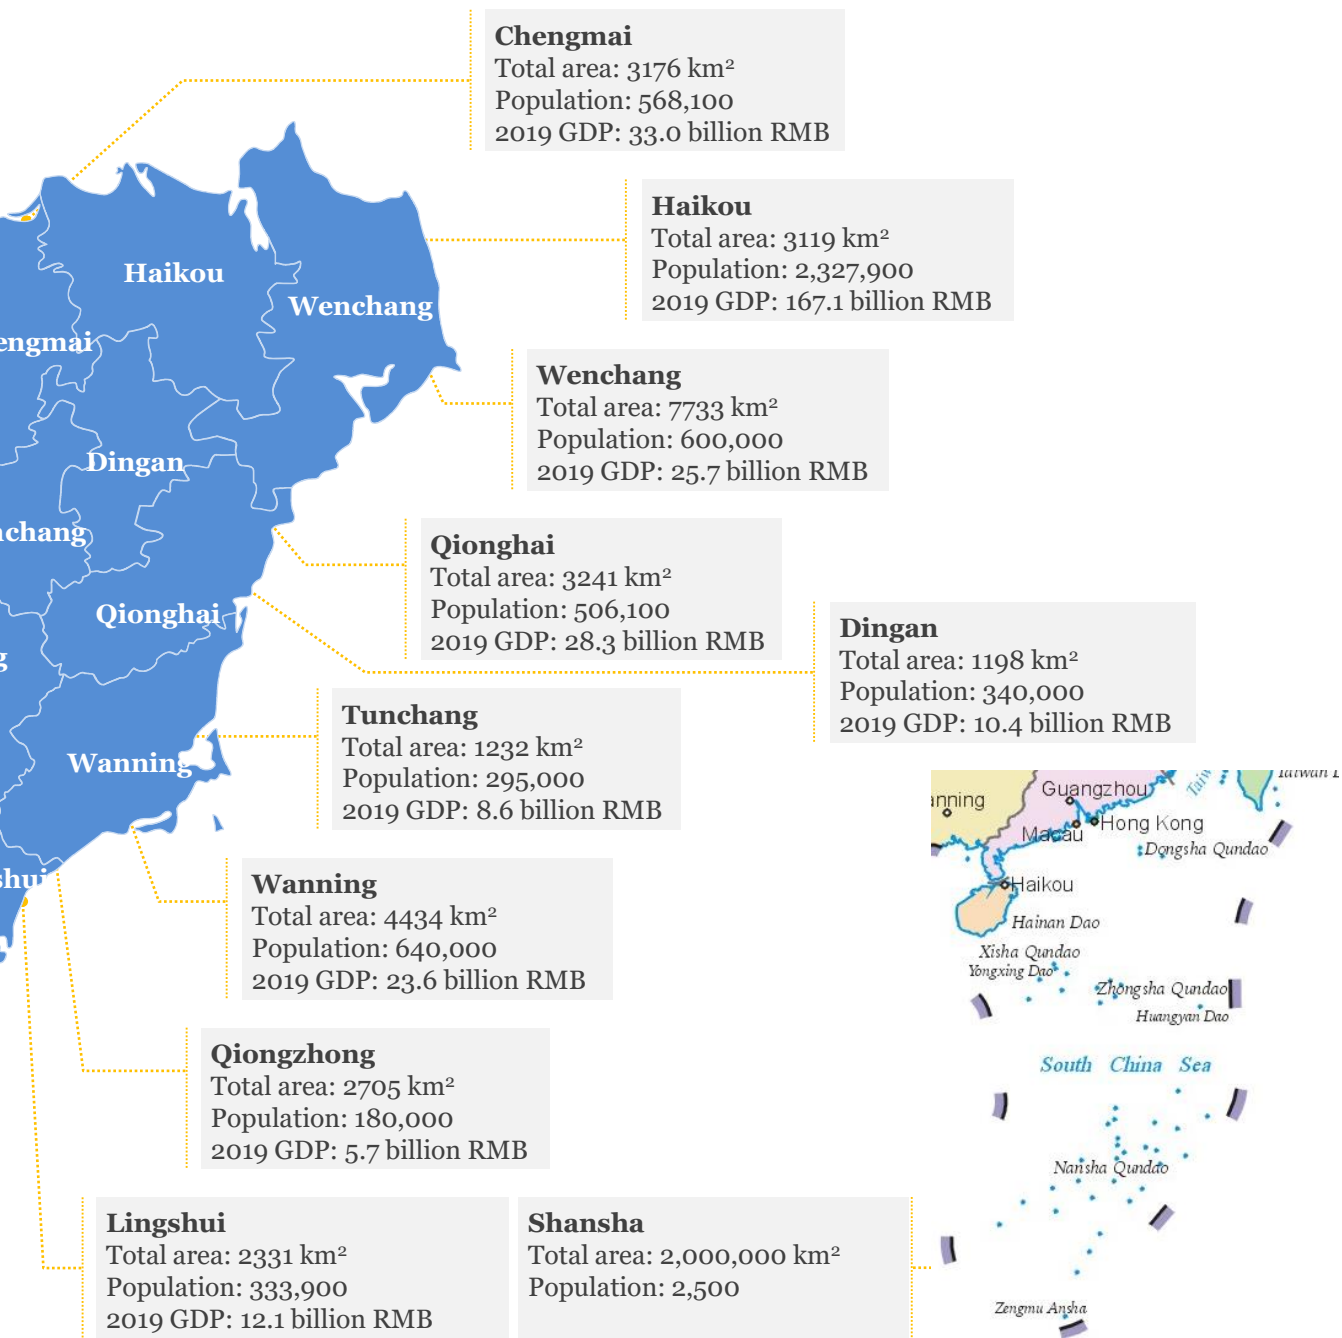 Chengmai
Total area: 3176 km²
Population: 568,100
2019 GDP: 33.0 billion RMB
Haikou
Total area: 3119 km²
Population: 2,327,900
2019 GDP: 167.1 billion RMB
Haikou
Wenchang
engmai
Wenchang
Total area: 7733 km²
Population: 600,000
2019 GDP: 25.7 billion RMB
Dingan
nchang
Qionghai
Total area: 3241 km²
Population: 506,100
2019 GDP: 28.3 billion RMB
Qionghai
g
Dingan
Total area: 1198 km²
Population: 340,000
2019 GDP: 10.4 billion RMB
Tunchang
Total area: 1232 km²
Population: 295,000
2019 GDP: 8.6 billion RMB
Wanning
shui
Wanning
Total area: 4434 km²
Population: 640,000
2019 GDP: 23.6 billion RMB
Qiongzhong
Total area: 2705 km²
Population: 180,000
2019 GDP: 5.7 billion RMB
Lingshui
Total area: 2331 km²
Population: 333,900
2019 GDP: 12.1 billion RMB
Shansha
Total area: 2,000,000 km²
Population: 2,500
anning
Guangzhou
Taiw
Macau
Hong Kong
Dongsha Qundao
Haikou
Hainan Dao
Xisha Qundao
Yongxing Dao
Zhongsha Qundao
Huangyan Dao
South China Sea
Nansha Qundao
Zengmu Ansha